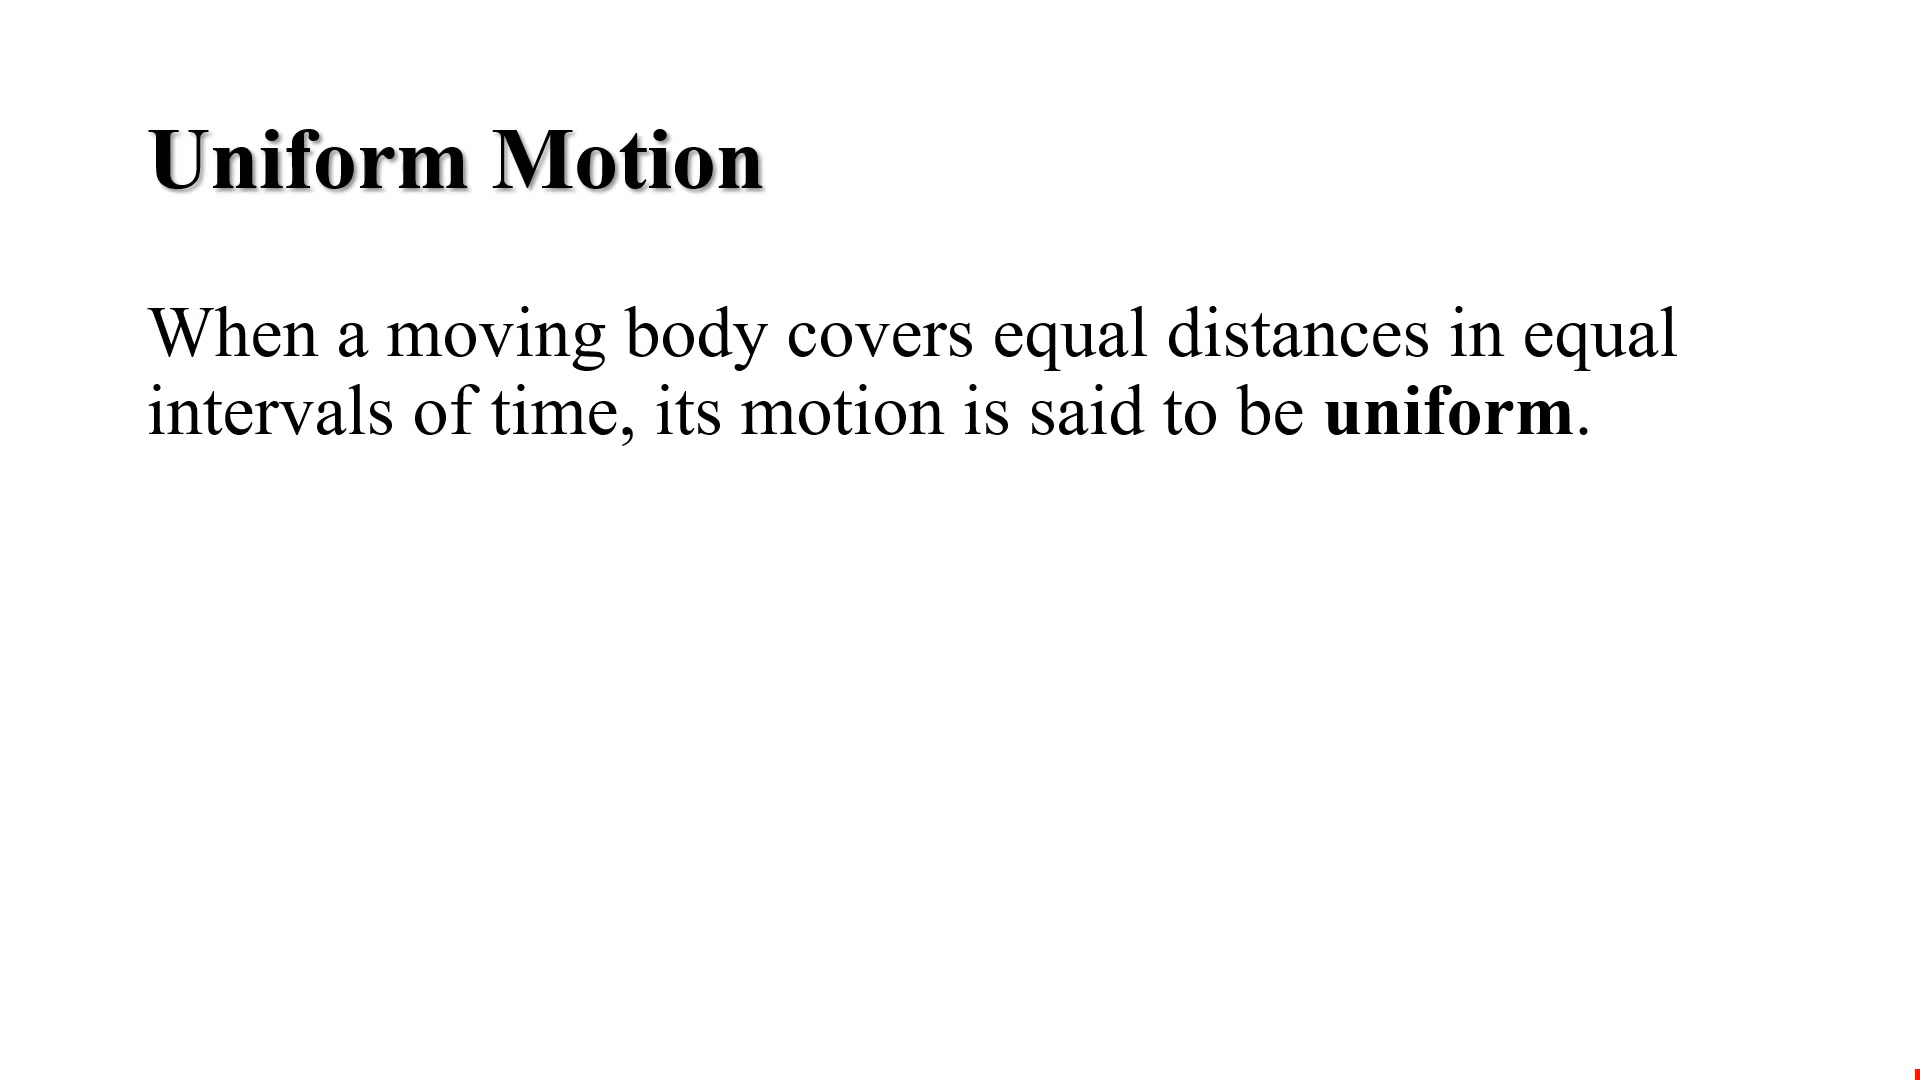 Uniform Motion
When a moving body covers equal distances in equal
intervals of time, its motion is said to be uniform.